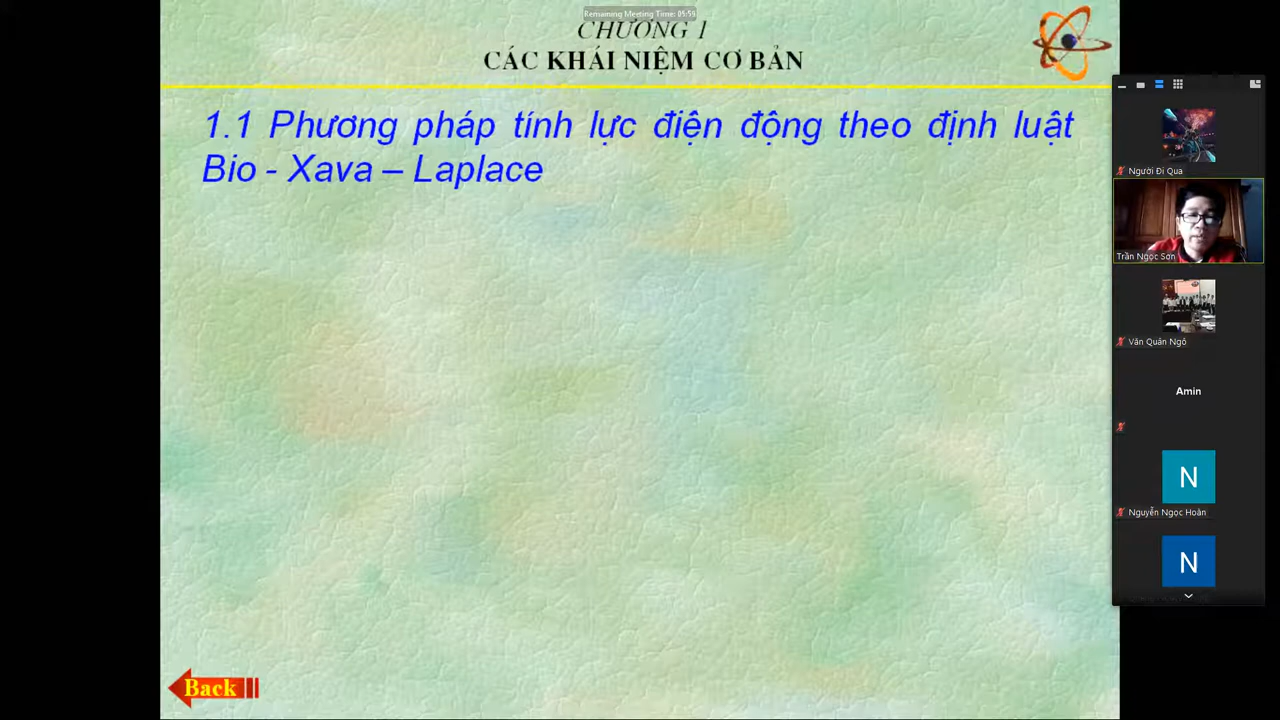 Remaining Meeting Time: 05:59
CHƯƠNG 1
CÁC KHÁI NIỆM CƠ BẢN
1.1 Phương pháp tính lực điện động theo định luật
Bio - Xava – Laplace
Người Đi Qua
Trần Ngọc Sơn
Văn Quân Ngô
Amin
N
Nguyễn Ngọc Hoàn
N
Back